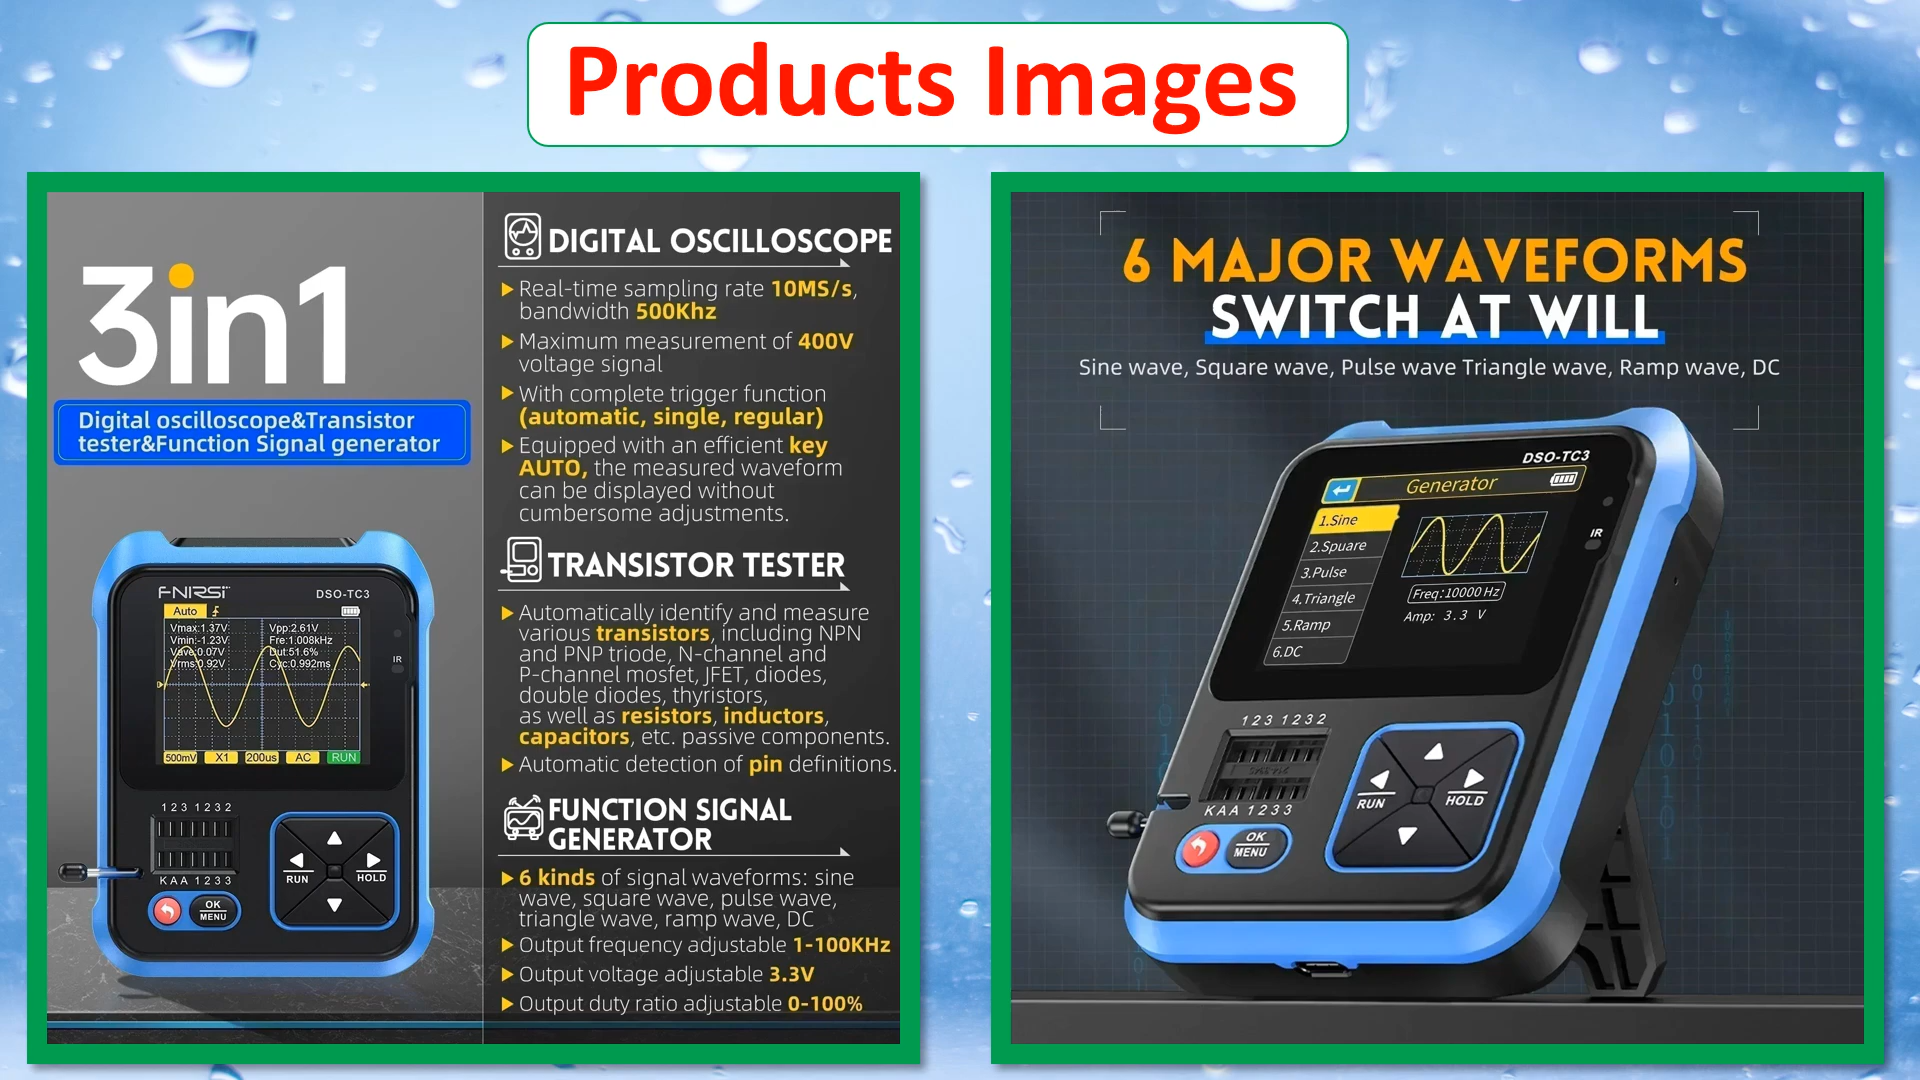 Products Images
3in1
Digital oscilloscope&Transistor
tester&Function Signal generator
FNIRSI
DSO-TC3
Auto
Vmax:1.37V Vpp:2.61V
Vmin:-1.23V Fre:1.008kHz
Vave:0.07V Dut:51.6%
Vrms:0.92V Cyc:0.992ms
IR
500mV X1 200us AC RUN
1 2 3 1 2 3 2
K A A 1 2 3 3
RUN
HOLD
OK
MENU
DIGITAL OSCILLOSCOPE
Real-time sampling rate 10MS/s,
bandwidth 500Khz
Maximum measurement of 400V
voltage signal
With complete trigger function
(automatic, single, regular)
Equipped with an efficient key
AUTO, the measured waveform
can be displayed without
cumbersome adjustments.
TRANSISTOR TESTER
Automatically identify and measure
various transistors, including NPN
and PNP triode, N-channel and
P-channel mosfet, JFET, diodes,
double diodes, thyristors,
as well as resistors, inductors,
capacitors, etc. passive components.
Automatic detection of pin definitions.
FUNCTION SIGNAL
GENERATOR
6 kinds of signal waveforms: sine
wave, square wave, pulse wave,
triangle wave, ramp wave, DC
Output frequency adjustable 1-100KHz
Output voltage adjustable 3.3V
Output duty ratio adjustable 0-100%
6 MAJOR WAVEFORMS
SWITCH AT WILL
Sine wave, Square wave, Pulse wave Triangle wave, Ramp wave, DC
DSO-TC3
Generator
1.Sine
2.Spuare
3.Pulse
4.Triangle
5.Ramp
6.DC
Freq:10000Hz
Amp: 3.3 V
IR
1 2 3 1 2 3 2
K A A 1 2 3 3
RUN
HOLD
OK
MENU